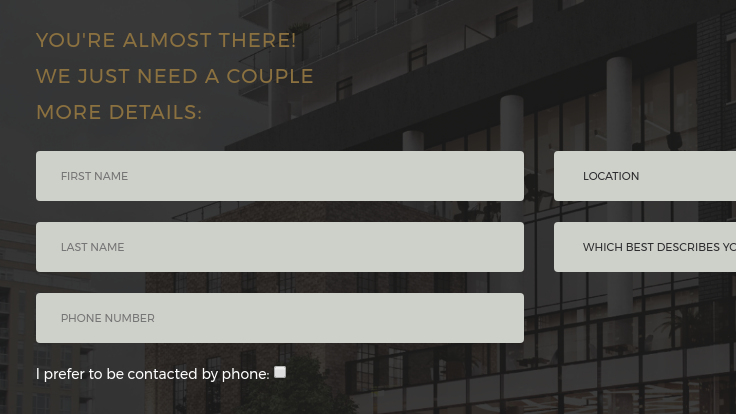 YOU'RE ALMOST THERE!
WE JUST NEED A COUPLE
MORE DETAILS:
FIRST NAME
LOCATION
LAST NAME
WHICH BEST DESCRIBES
PHONE NUMBER
I prefer to be contacted by phone: